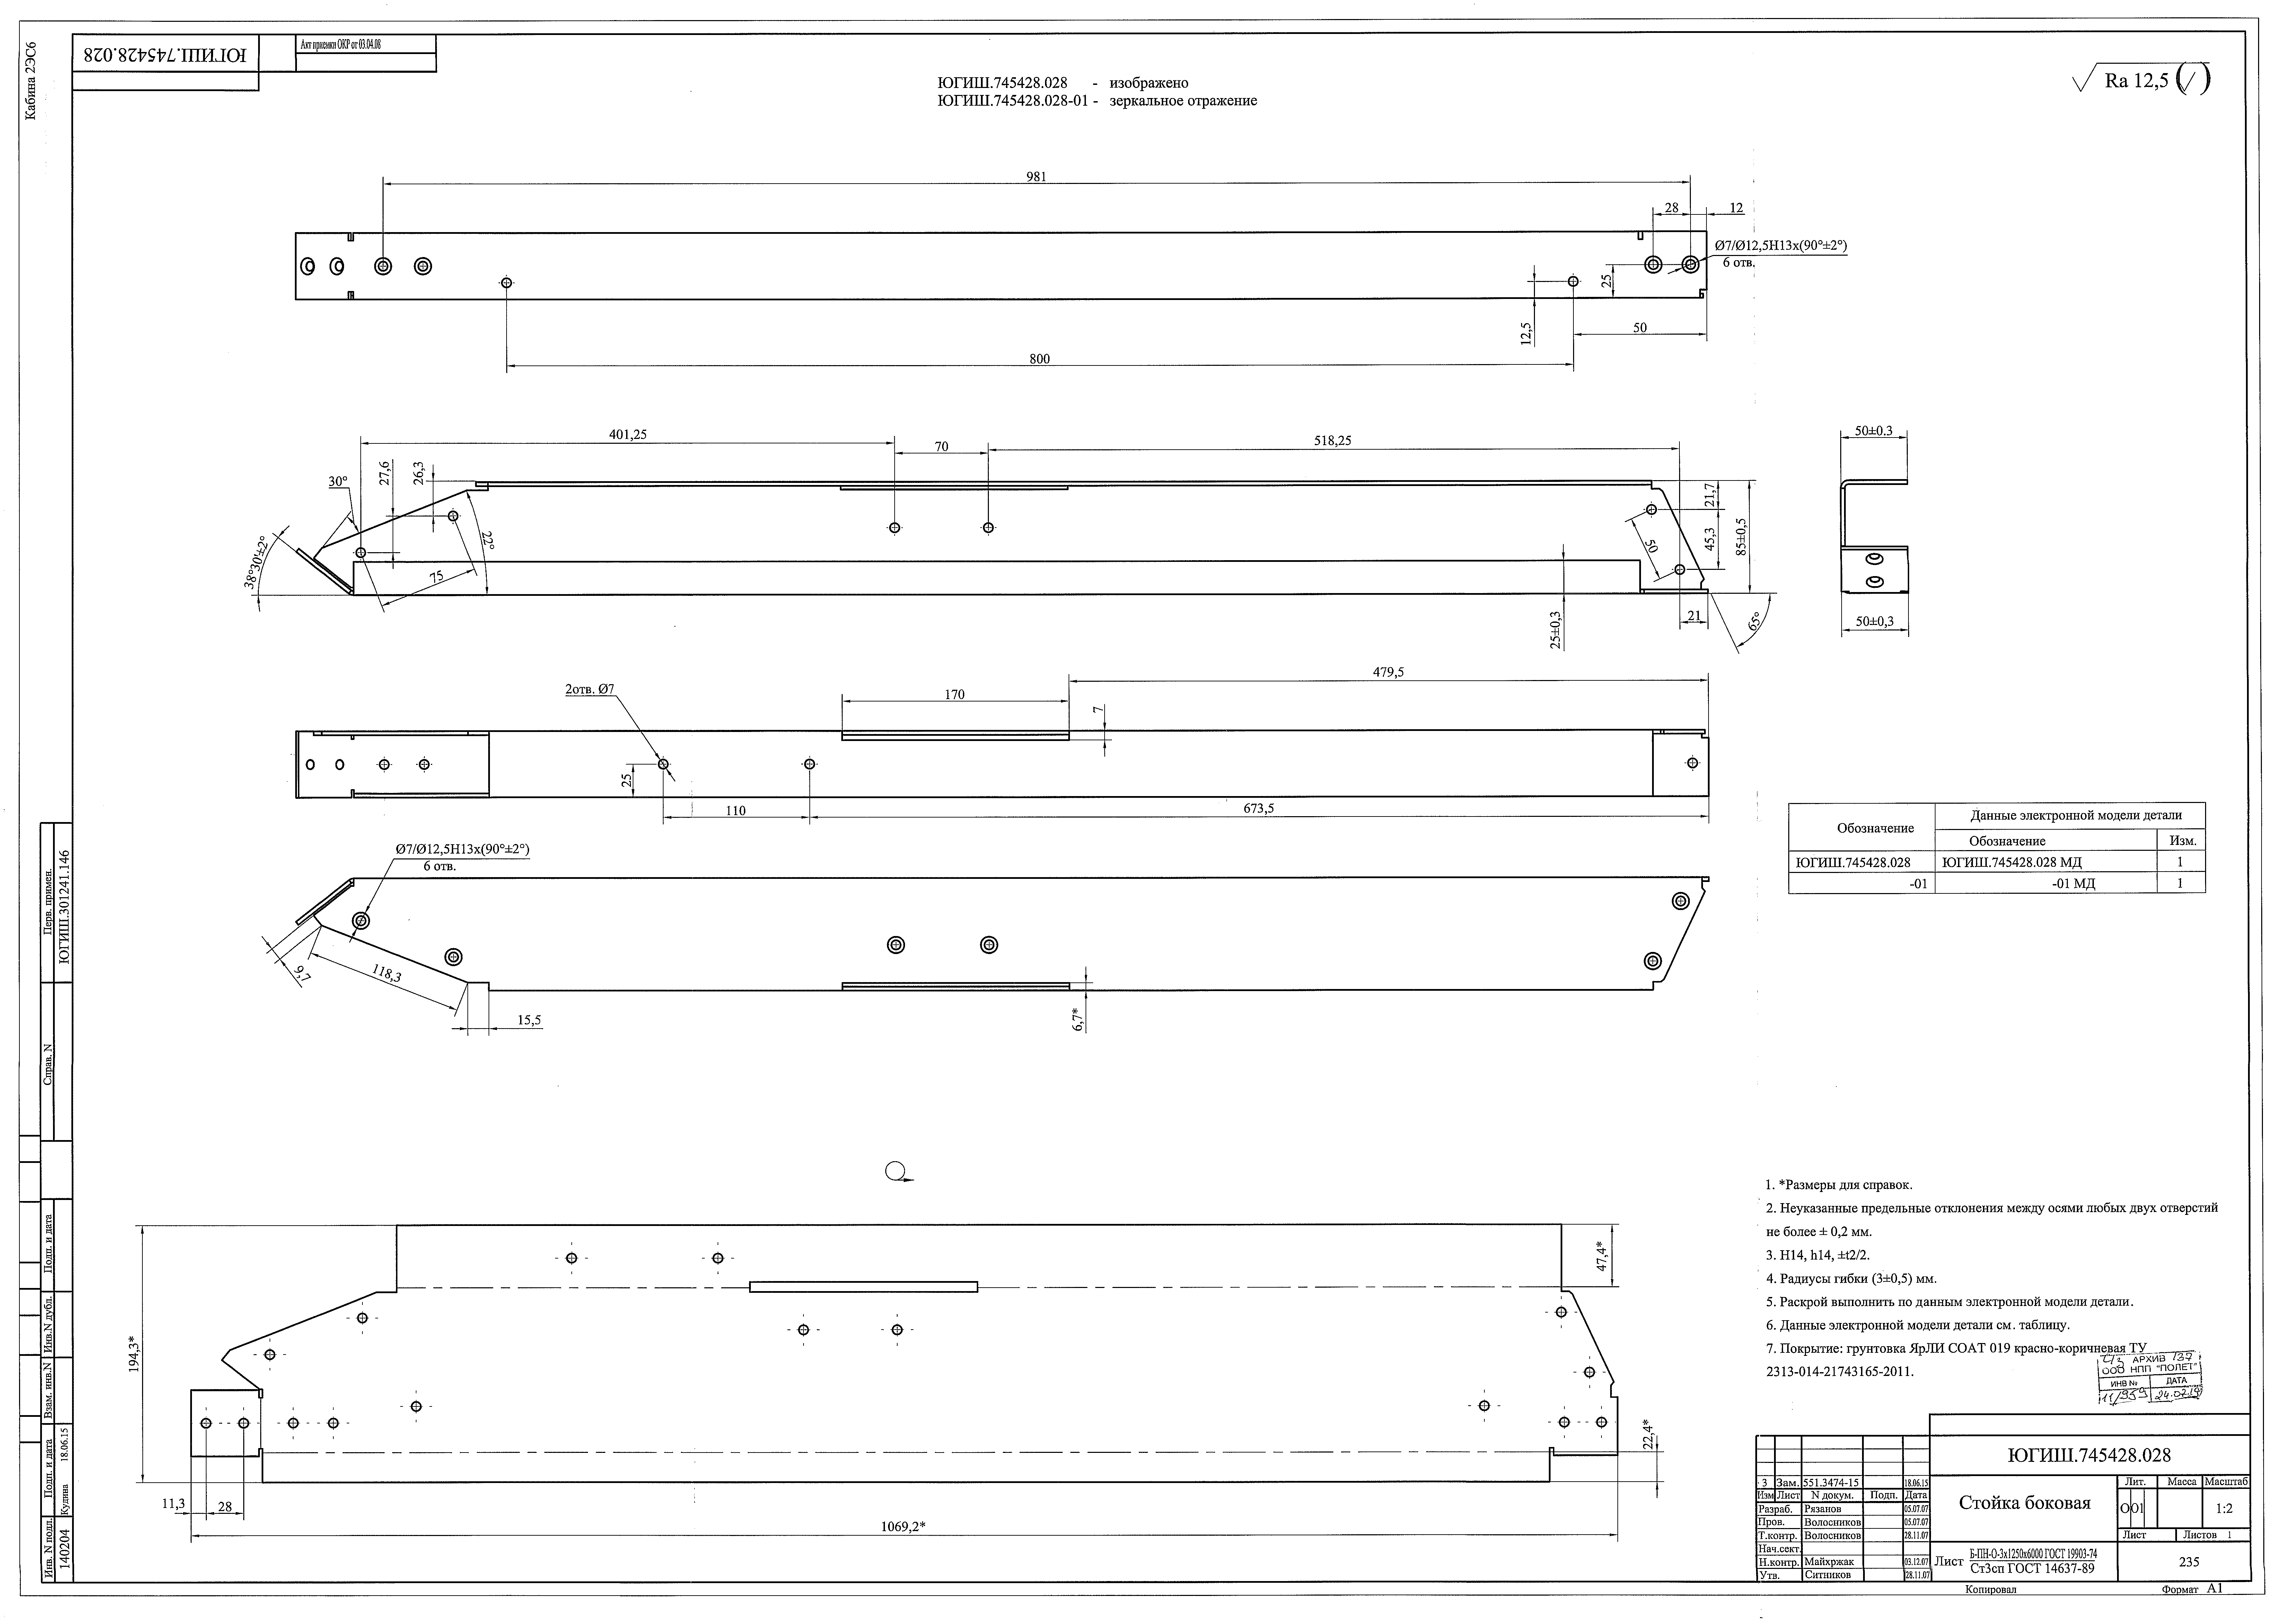 Кабина 2ЭС6
ЮГИШ.745428.028
Акт приемки ОКР от 03.04.08
ЮГИШ.745428.028 - изображено
ЮГИШ.745428.028-01 - зеркальное отражение
Ra 12,5
981
28
12
Ø7/Ø12,5H13x(90°±2°)
6 отв.
25
12,5
50
800
401,25
70
518,25
30°
27,6
26,3
38°30'±2°
22°
75
50
21,7
45,3
85±0,5
25±0,3
21
65°
50±0.3
50±0,3
2отв. Ø7
170
479,5
7
25
110
673,5
Ø7/Ø12,5H13x(90°±2°)
6 отв.
9,7
118,3
15,5
6,7*
Обозначение
Данные электронной модели детали
Обозначение Изм.
ЮГИШ.745428.028 ЮГИШ.745428.028 МД 1
-01 -01 МД 1
194,3*
47,4*
22,4*
11,3
28
1069,2*
1. *Размеры для справок.
2. Неуказанные предельные отклонения между осями любых двух отверстий
не более ± 0,2 мм.
3. H14, h14, ±t2/2.
4. Радиусы гибки (3±0,5) мм.
5. Раскрой выполнить по данным электронной модели детали.
6. Данные электронной модели детали см. таблицу.
7. Покрытие: грунтовка ЯрЛИ СОАТ 019 красно-коричневая ТУ
2313-014-21743165-2011.
АРХИВ 137
ООО НПП "ПОЛЕТ"
ИНВ № ДАТА
11/959
Перв. примен.
ЮГИШ.301241.146
Справ. N
Подп. и дата
Инв.N дубл.
Взам. инв.N
Подп. и дата
Кудина 18.06.15
Инв. N подл.
140204
3 Зам. 551.3474-15 18.06.15
Изм Лист N докум. Подп. Дата
Разраб. Рязанов 05.07.07
Пров. Волосников 05.07.07
Т.контр. Волосников 28.11.07
Нач.сект.
Н.контр. Майхржак 03.12.07
Утв. Ситников 28.11.07
ЮГИШ.745428.028
Стойка боковая
Лит. Масса Масштаб
О О1 1:2
Лист Листов 1
Лист Б-ПН-О-3х1250х6000 ГОСТ 19903-74
Ст3сп ГОСТ 14637-89
235
Копировал
Формат А1